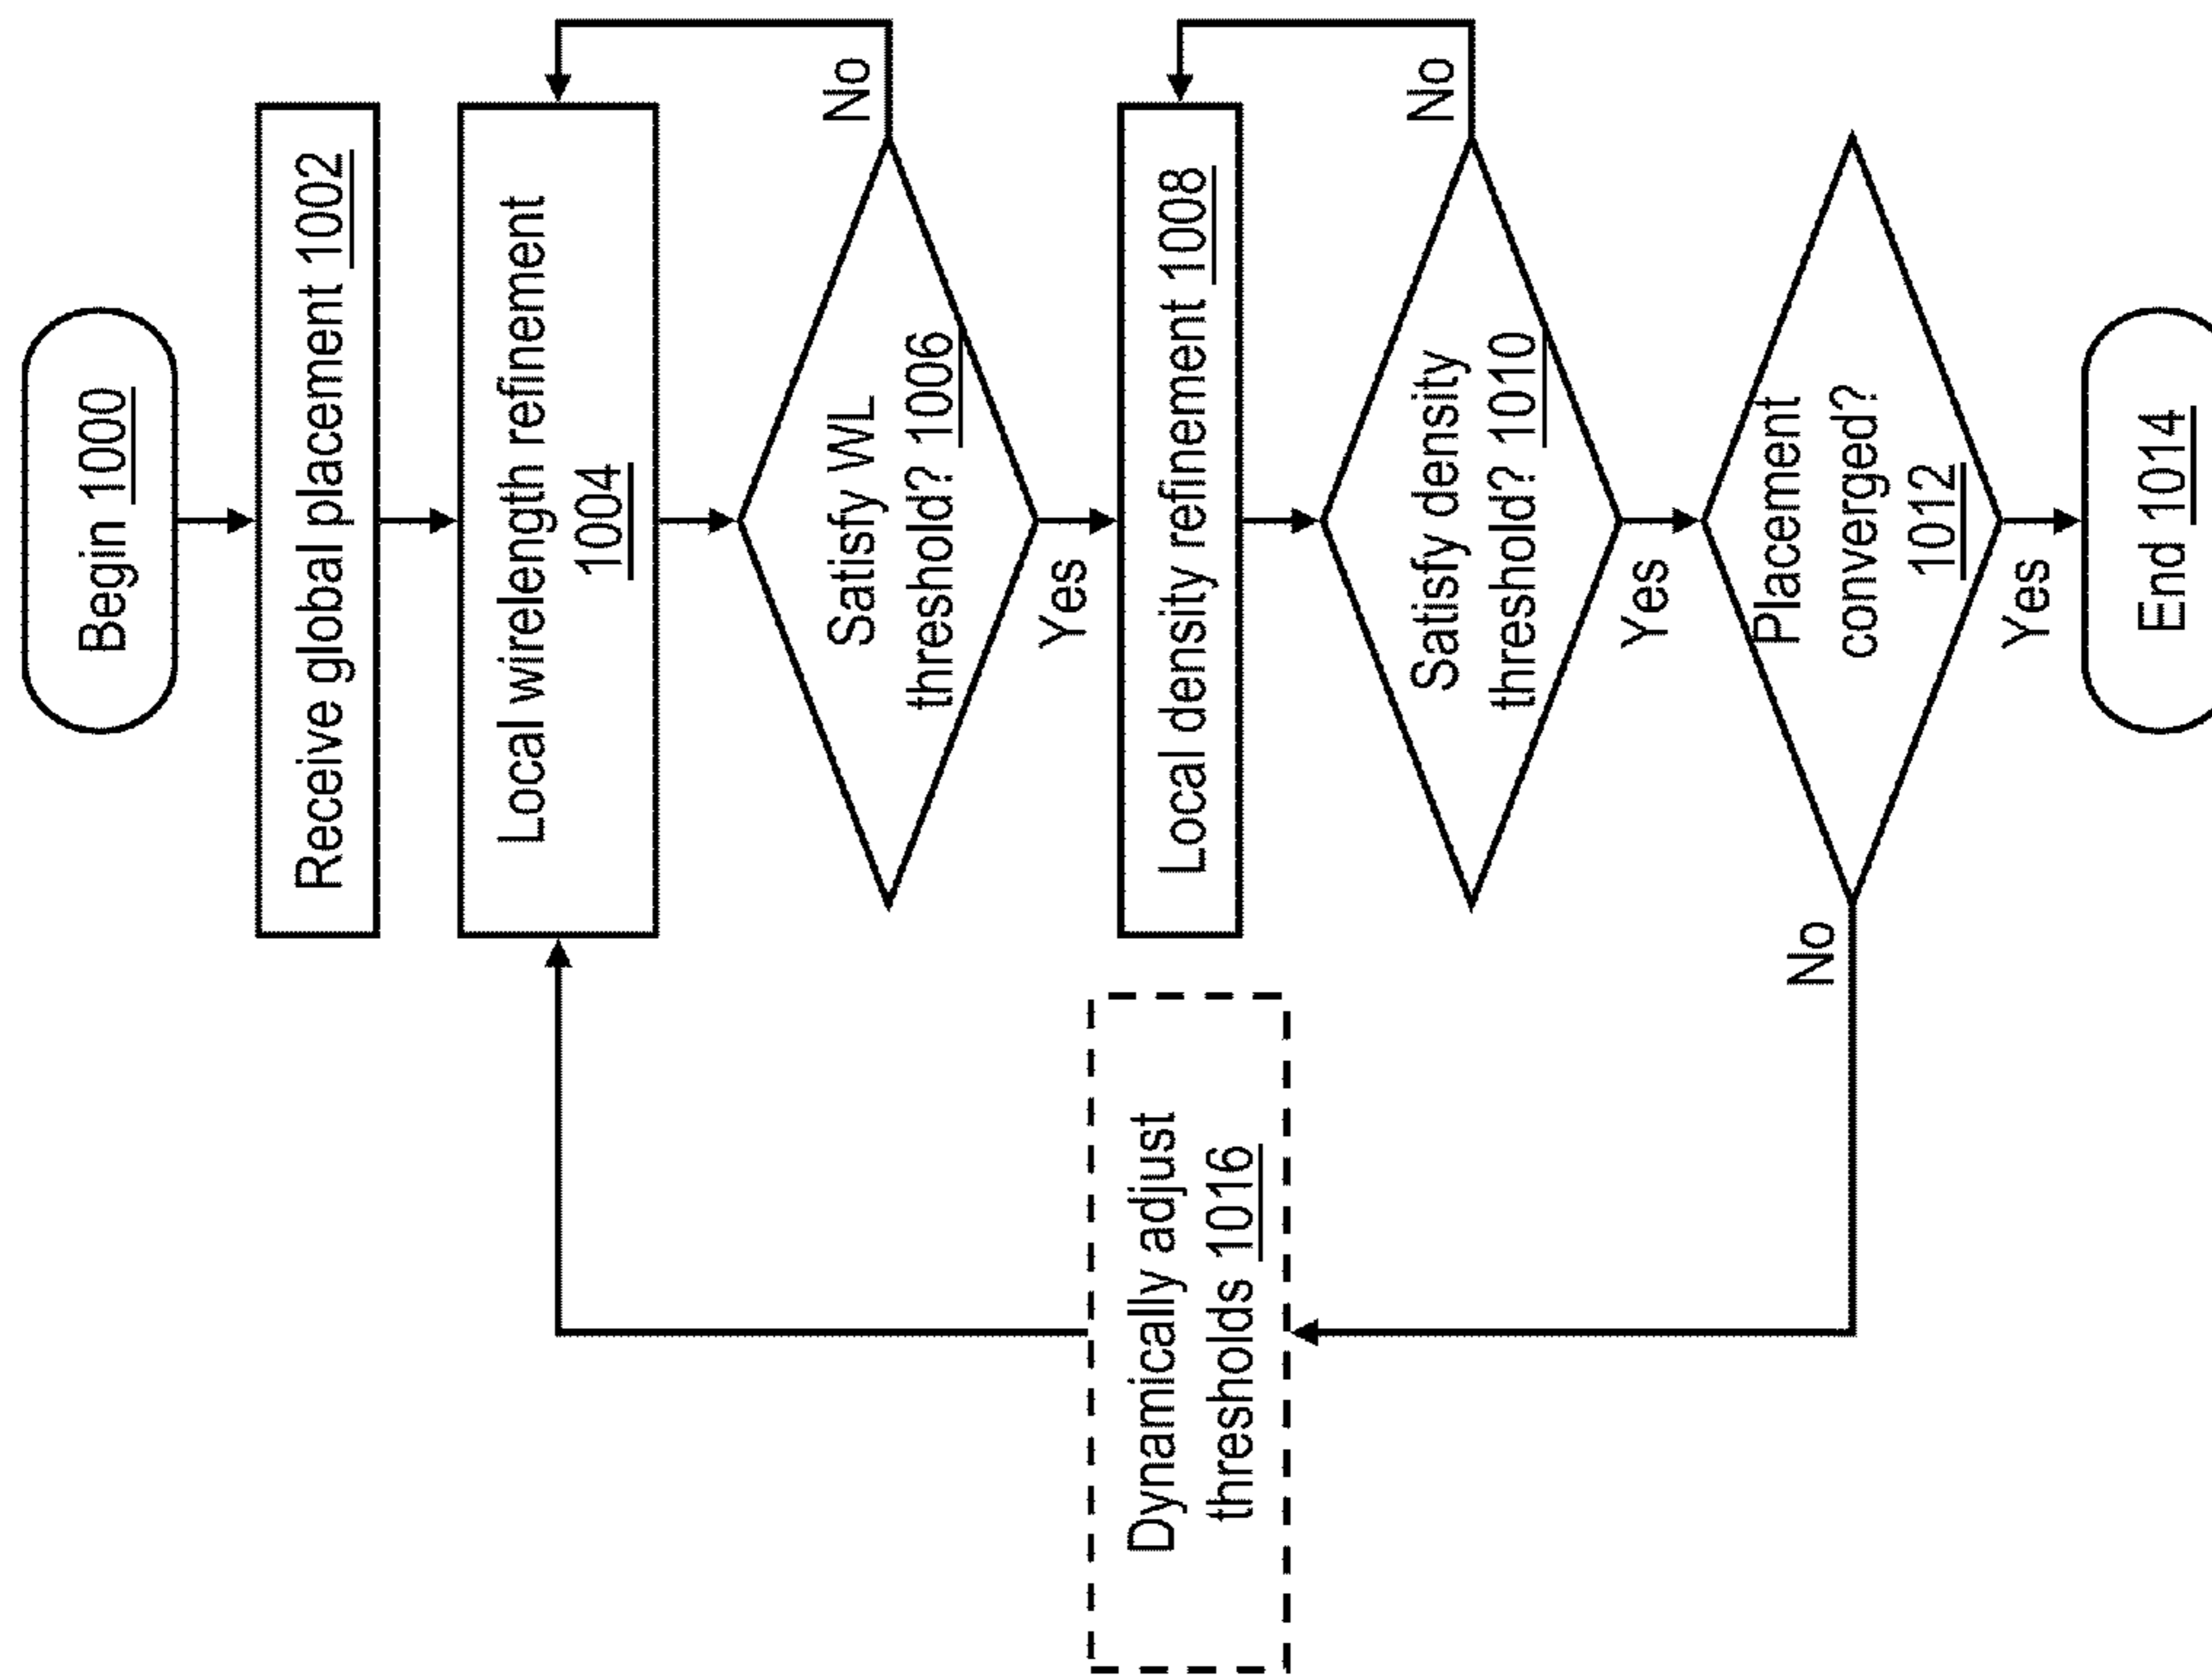 Begin 1000
Receive global placement 1002
Local wirelength refinement
1004
No
Satisfy WL
threshold? 1006
Yes
Local density refinement 1008
No
Satisfy density
threshold? 1010
Yes
Placement
converged?
1012
No
Yes
End 1014
Dynamically adjust
thresholds 1016